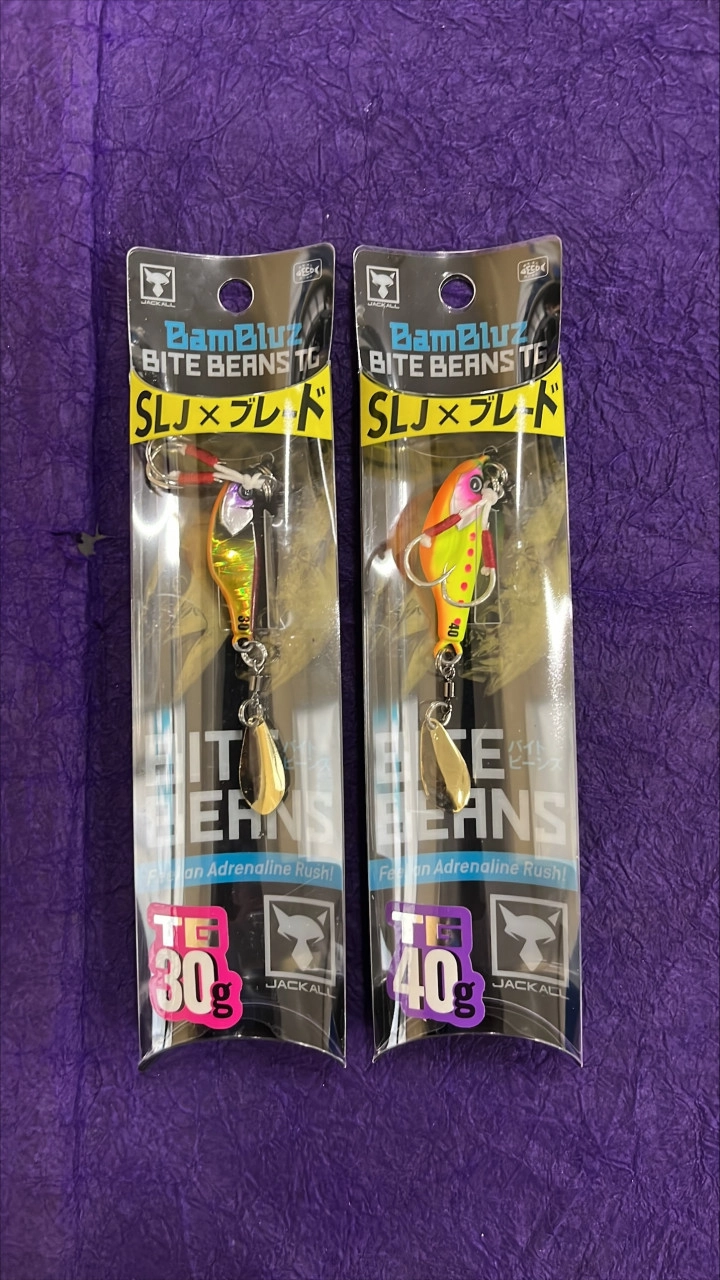 JACKALL
BamBluz
BITE BEANS TG
SLJ×ブレード
30
BITE
バイト
ビーンズ
BEANS
Feel an Adrenaline Rush!
TG
30g
JACKALL
JACKALL
BamBluz
BITE BEANS TG
SLJ×ブレード
40
BITE
バイト
ビーンズ
BEANS
Feel an Adrenaline Rush!
TG
40g
JACKALL